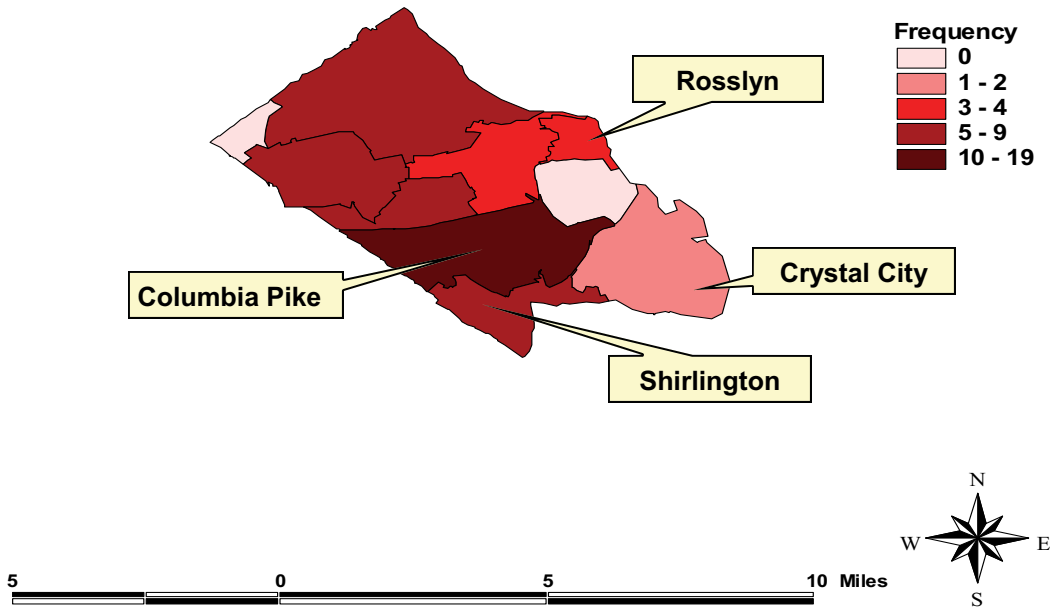 Frequency
0
1 - 2
3 - 4
5 - 9
10 - 19
Rosslyn
Columbia Pike
Crystal City
Shirlington
N
W E
S
5 0 5 10 Miles